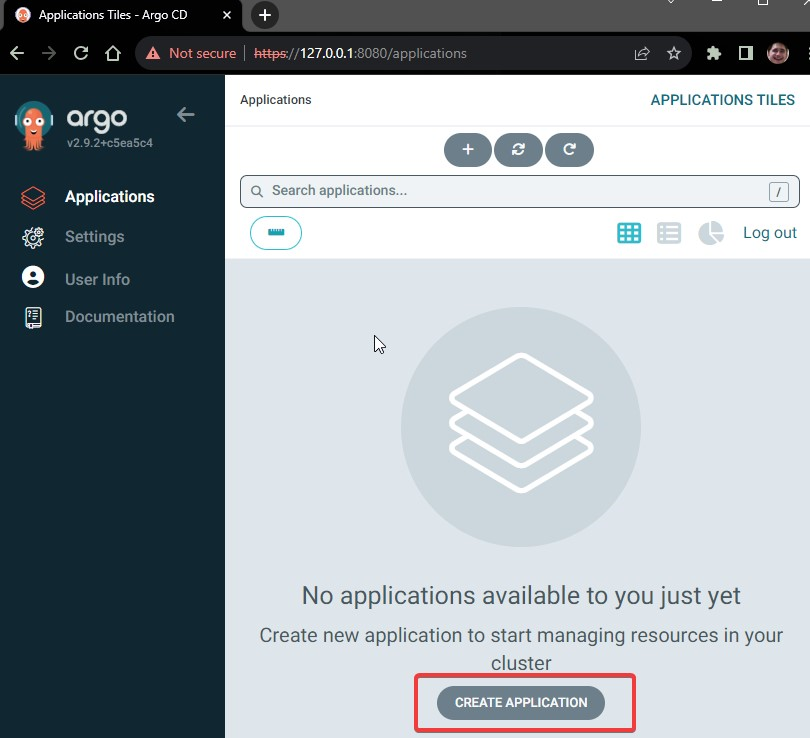 Applications Tiles - Argo CD
Not secure https://127.0.0.1:8080/applications
argo
v2.9.2+c5ea5c4
Applications
Settings
User Info
Documentation
Applications
APPLICATIONS TILES
Search applications... /
Log out
No applications available to you just yet
Create new application to start managing resources in your
cluster
CREATE APPLICATION